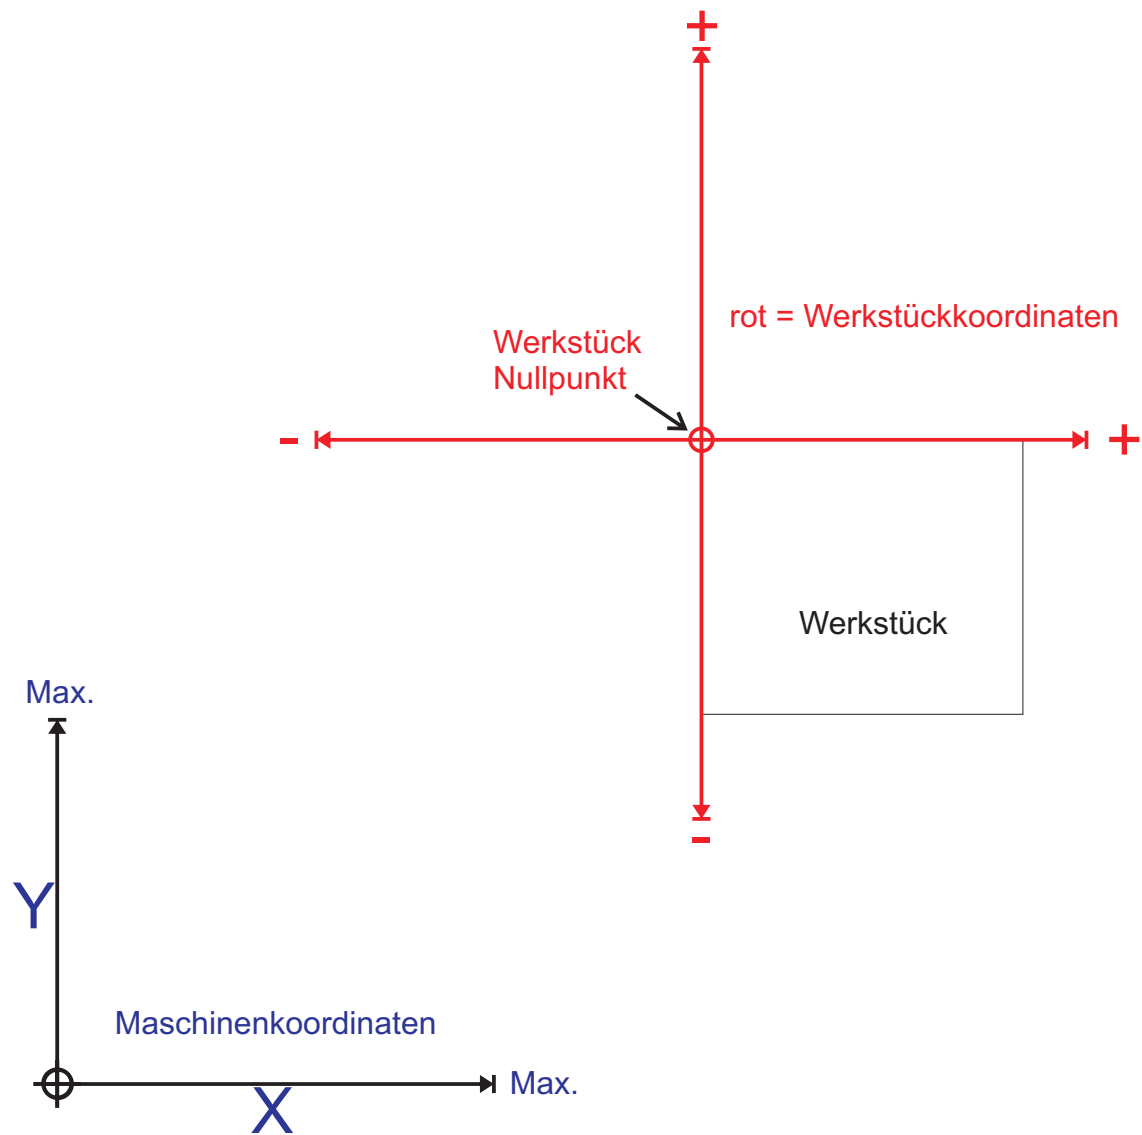 +
rot = Werkstückkoordinaten
Werkstück
Nullpunkt
- +
Werkstück
Max.
-
Y
Maschinenkoordinaten
Max.
X